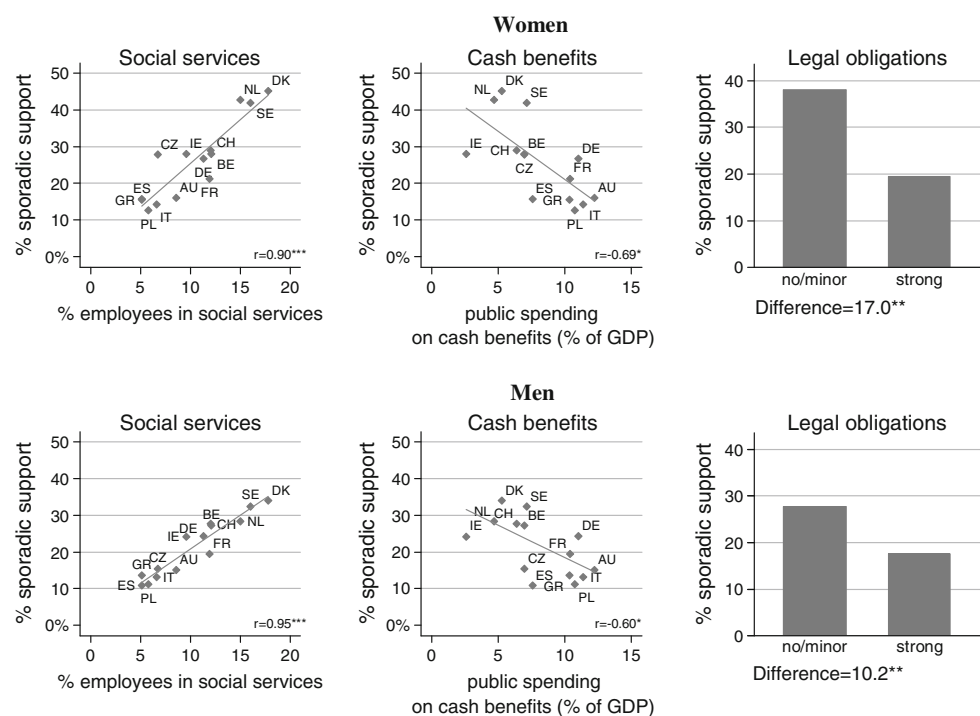 Women
Social services
% sporadic support
50
40
30
20
10
0%
DK
NL
SE
CZ
IE
CH
BE
DE
FR
AU
ES
GR
IT
PL
r=0.90***
0 5 10 15 20
% employees in social services
Cash benefits
% sporadic support
50
40
30
20
10
0%
DK
NL
SE
IE
CH
BE
CZ
DE
FR
ES
GR
AU
IT
PL
r=-0.69*
0 5 10 15
public spending
on cash benefits (% of GDP)
Legal obligations
% sporadic support
40
30
20
10
0
no/minor strong
Difference=17.0**
Men
Social services
% sporadic support
50
40
30
20
10
0%
SE
DK
BE
DE
CH
NL
IE
FR
CZ
GR
AU
IT
ES
PL
r=0.95***
0 5 10 15 20
% employees in social services
Cash benefits
% sporadic support
50
40
30
20
10
0%
DK
SE
NL
CH
BE
IE
DE
FR
CZ
AU
ES
IT
GR
PL
r=-0.60*
0 5 10 15
public spending
on cash benefits (% of GDP)
Legal obligations
% sporadic support
40
30
20
10
0
no/minor strong
Difference=10.2**